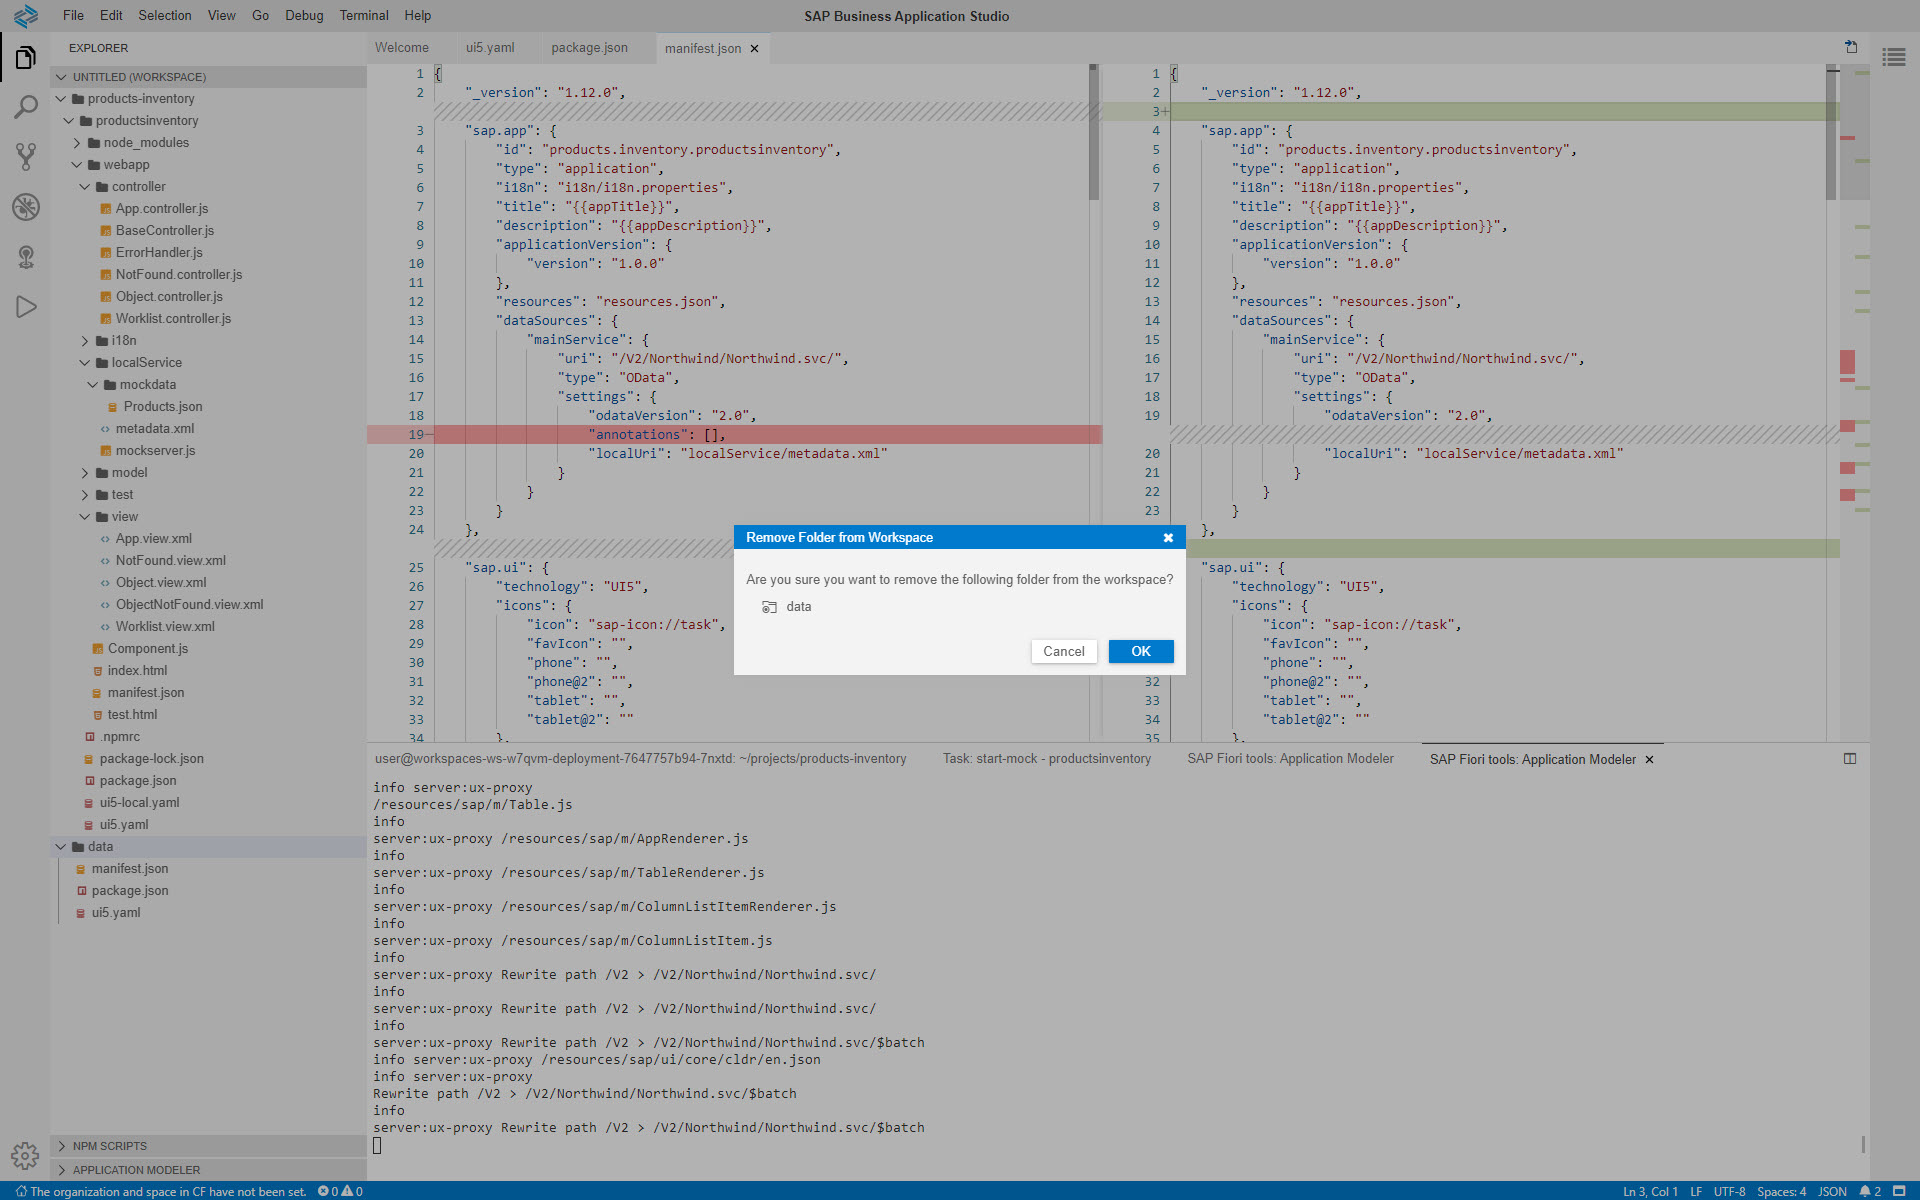 File Edit Selection View Go Debug Terminal Help
SAP Business Application Studio
EXPLORER
UNTITLED (WORKSPACE)
products-inventory
productsinventory
node_modules
webapp
controller
App.controller.js
BaseController.js
ErrorHandler.js
NotFound.controller.js
Object.controller.js
Worklist.controller.js
i18n
localService
mockdata
Products.json
metadata.xml
mockserver.js
model
test
view
App.view.xml
NotFound.view.xml
Object.view.xml
ObjectNotFound.view.xml
Worklist.view.xml
Component.js
index.html
manifest.json
test.html
.npmrc
package-lock.json
package.json
ui5-local.yaml
ui5.yaml
data
manifest.json
package.json
ui5.yaml
NPM SCRIPTS
APPLICATION MODELER
Welcome ui5.yaml package.json manifest.json
1 {
2 "_version": "1.12.0",
3 "sap.app": {
4 "id": "products.inventory.productsinventory",
5 "type": "application",
6 "i18n": "i18n/i18n.properties",
7 "title": "{{appTitle}}",
8 "description": "{{appDescription}}",
9 "applicationVersion": {
10 "version": "1.0.0"
11 },
12 "resources": "resources.json",
13 "dataSources": {
14 "mainService": {
15 "uri": "/V2/Northwind/Northwind.svc/",
16 "type": "OData",
17 "settings": {
18 "odataVersion": "2.0",
19- "annotations": [],
20 "localUri": "localService/metadata.xml"
21 }
22 }
23 }
24 },
25 "sap.ui": {
26 "technology": "UI5",
27 "icons": {
28 "icon": "sap-icon://task",
29 "favIcon": "",
30 "phone": "",
31 "phone@2": "",
32 "tablet": "",
33 "tablet@2": ""
34 },
1 {
2 "_version": "1.12.0",
3+
4 "sap.app": {
5 "id": "products.inventory.productsinventory",
6 "type": "application",
7 "i18n": "i18n/i18n.properties",
8 "title": "{{appTitle}}",
9 "description": "{{appDescription}}",
10 "applicationVersion": {
11 "version": "1.0.0"
12 },
13 "resources": "resources.json",
14 "dataSources": {
15 "mainService": {
16 "uri": "/V2/Northwind/Northwind.svc/",
17 "type": "OData",
18 "settings": {
19 "odataVersion": "2.0",
20 "localUri": "localService/metadata.xml"
21 }
22 }
23 }
},
"sap.ui": {
"technology": "UI5",
"icons": {
"icon": "sap-icon://task",
"favIcon": "",
"phone": "",
32 "phone@2": "",
33 "tablet": "",
34 "tablet@2": ""
35 },
Remove Folder from Workspace
Are you sure you want to remove the following folder from the workspace?
data
Cancel OK
user@workspaces-ws-w7qvm-deployment-7647757b94-7nxtd: ~/projects/products-inventory Task: start-mock - productsinventory SAP Fiori tools: Application Modeler SAP Fiori tools: Application Modeler
info server:ux-proxy
/resources/sap/m/Table.js
info
server:ux-proxy /resources/sap/m/AppRenderer.js
info
server:ux-proxy /resources/sap/m/TableRenderer.js
info
server:ux-proxy /resources/sap/m/ColumnListItemRenderer.js
info
server:ux-proxy /resources/sap/m/ColumnListItem.js
info
server:ux-proxy Rewrite path /V2 > /V2/Northwind/Northwind.svc/
info
server:ux-proxy Rewrite path /V2 > /V2/Northwind/Northwind.svc/
info
server:ux-proxy Rewrite path /V2 > /V2/Northwind/Northwind.svc/$batch
info server:ux-proxy /resources/sap/ui/core/cldr/en.json
info server:ux-proxy
Rewrite path /V2 > /V2/Northwind/Northwind.svc/$batch
info
server:ux-proxy Rewrite path /V2 > /V2/Northwind/Northwind.svc/$batch
The organization and space in CF have not been set. 0 0
Ln 3, Col 1 LF UTF-8 Spaces: 4 JSON 2